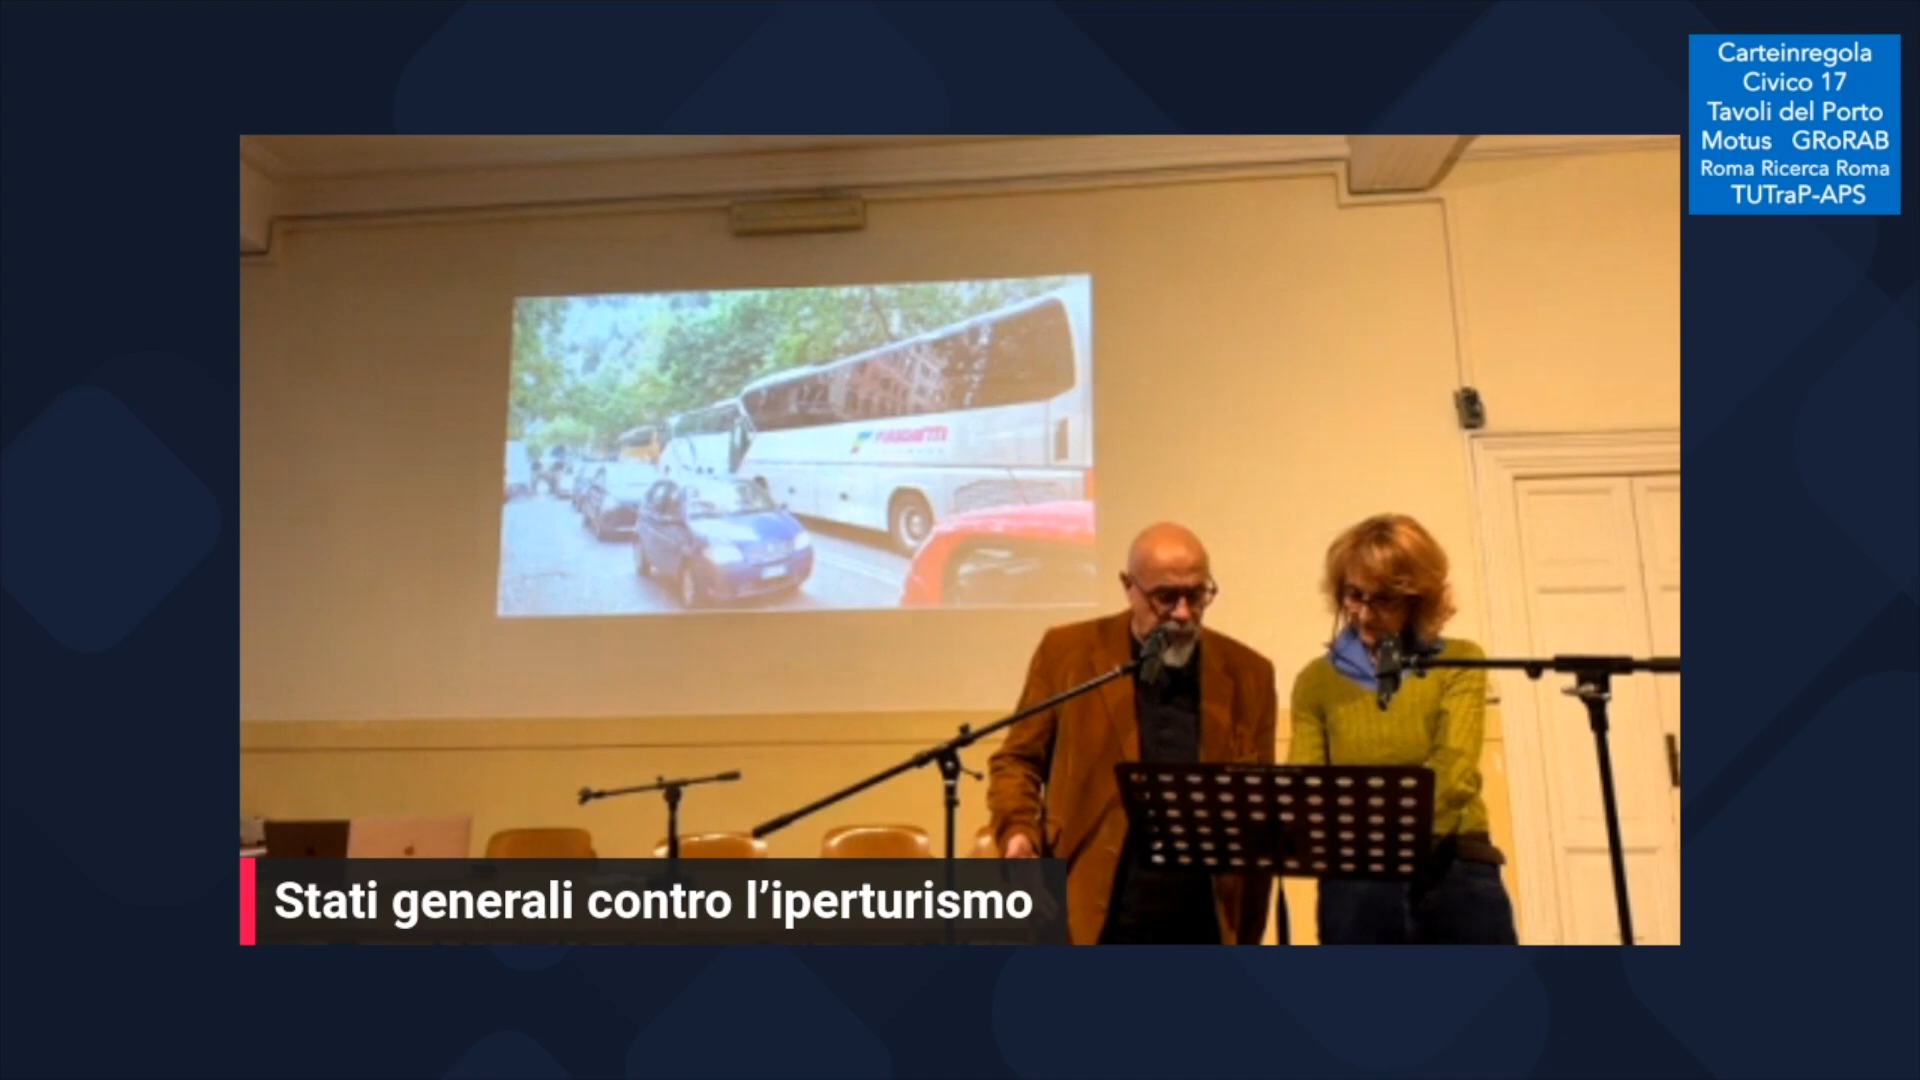 Carteinregola
Civico 17
Tavoli del Porto
Motus GRoRAB
Roma Ricerca Roma
TUTraP-APS
Stati generali contro l’iperturismo